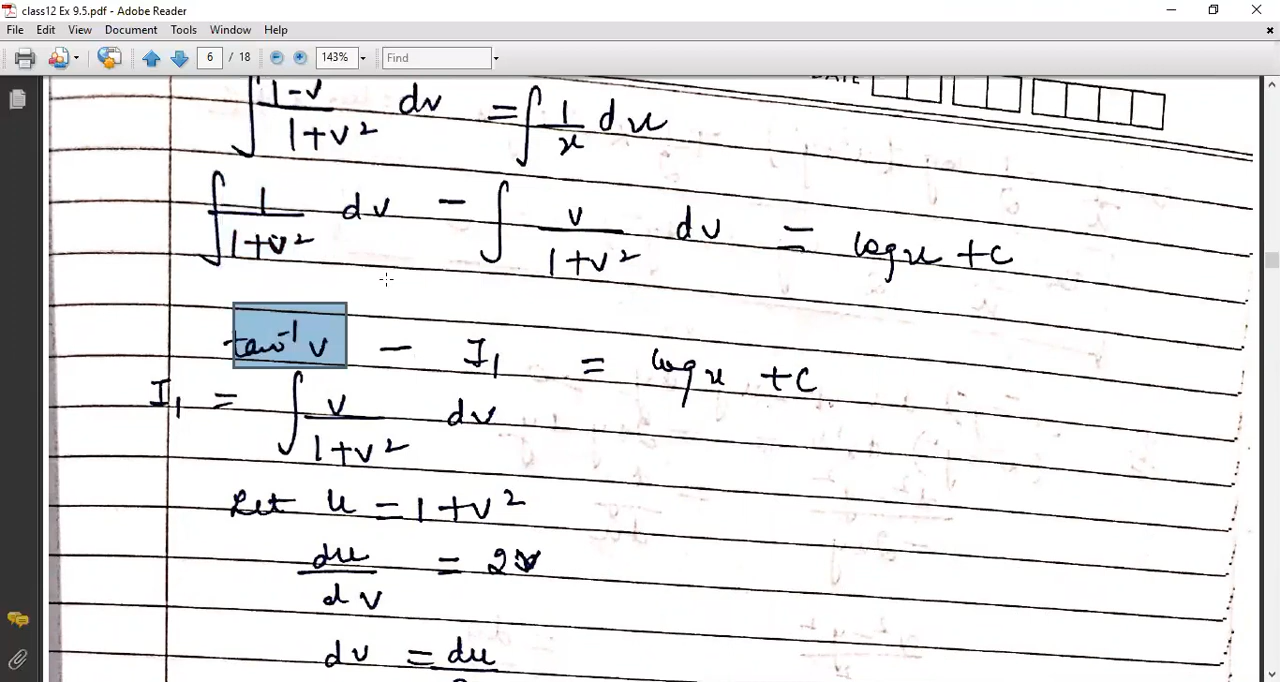 class12 Ex 9.5.pdf - Adobe Reader
File Edit View Document Tools Window Help
6 / 18 143% Find
DATE
∫ 1-v/1+v² dv = ∫ 1/x dx
∫ 1/1+v² dv - ∫ v/1+v² dv = log x + c
tan⁻¹ v - I₁ = log x + c
I₁ = ∫ v/1+v² dv
Let u = 1+v²
du/dv = 2v
dv = du